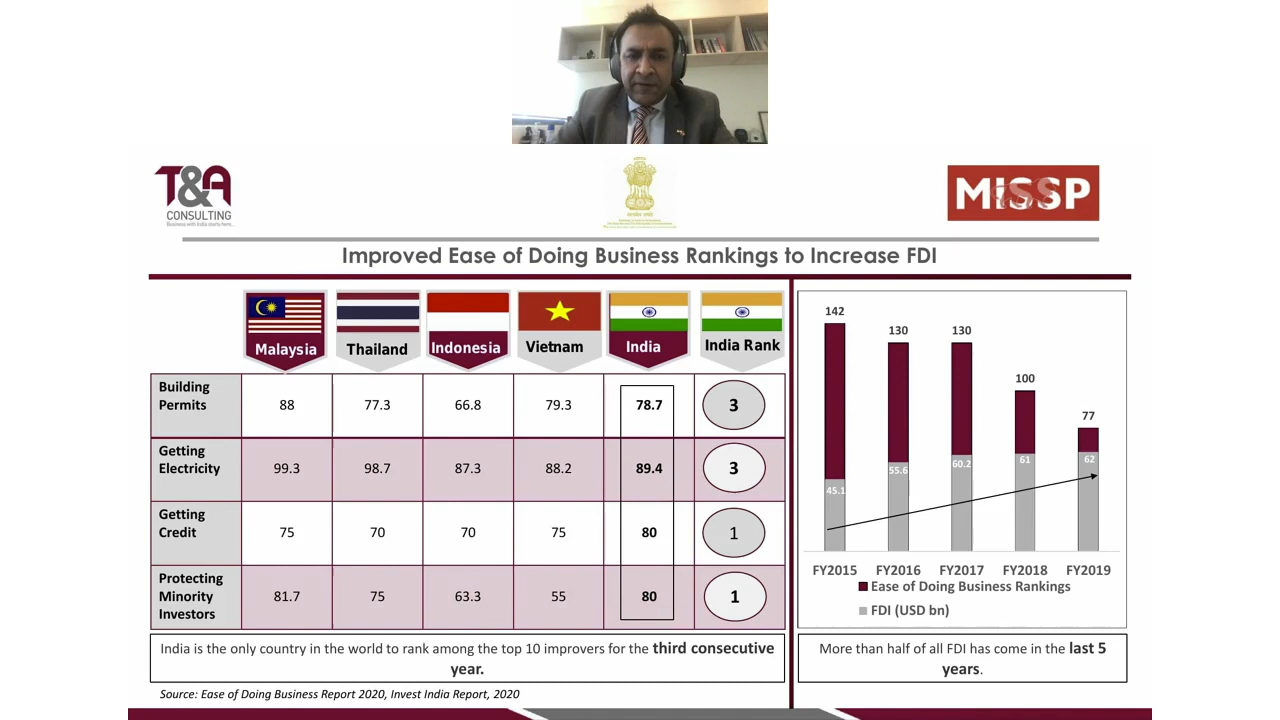 T&A
CONSULTING
Business with India starts here...
MISSP
Improved Ease of Doing Business Rankings to Increase FDI
Malaysia Thailand Indonesia Vietnam India India Rank
Building
Permits 88 77.3 66.8 79.3 78.7 3
Getting
Electricity 99.3 98.7 87.3 88.2 89.4 3
Getting
Credit 75 70 70 75 80 1
Protecting
Minority
Investors 81.7 75 63.3 55 80 1
India is the only country in the world to rank among the top 10 improvers for the third consecutive
year.
Source: Ease of Doing Business Report 2020, Invest India Report, 2020
142 130 130 100 77
45.1 55.6 60.2 61 62
FY2015 FY2016 FY2017 FY2018 FY2019
Ease of Doing Business Rankings
FDI (USD bn)
More than half of all FDI has come in the last 5
years.